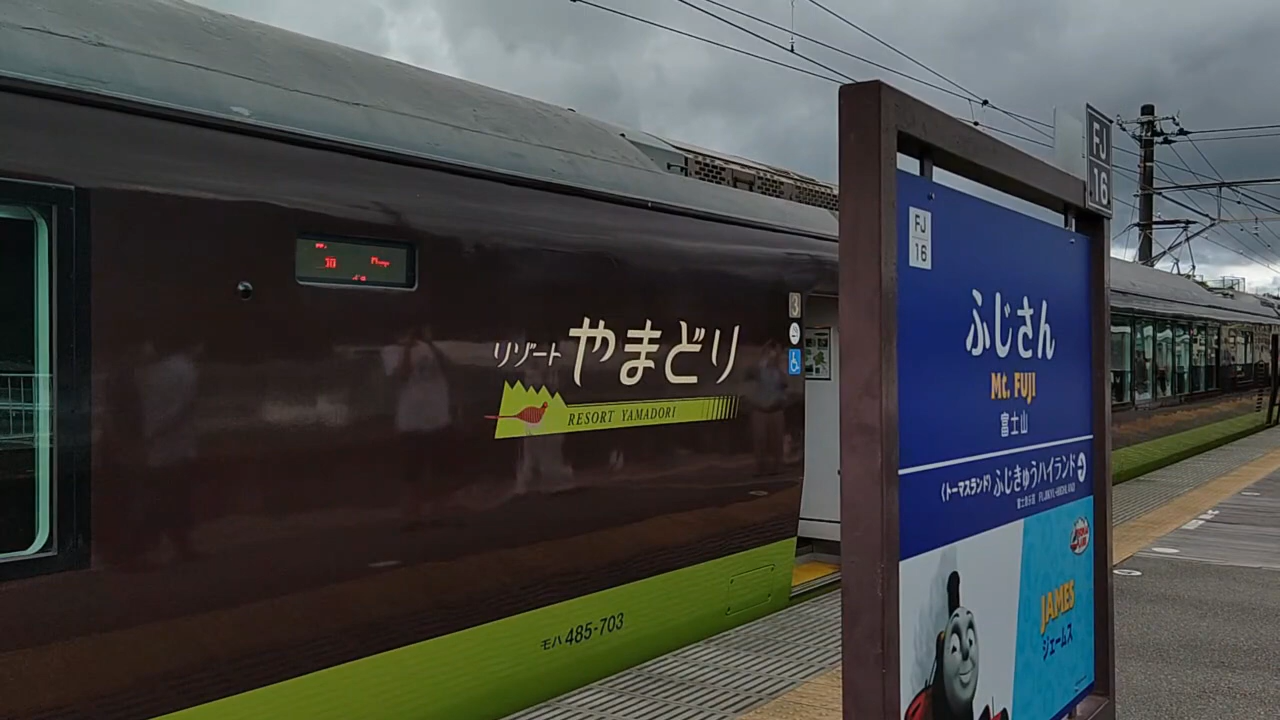 リゾート やまどり
RESORT YAMADORI
3
モハ 485-703
FJ
16
FJ
16
ふじさん
Mt. FUJI
富士山
〈トーマスランド〉ふじきゅうハイランド
JAMES
ジェームス